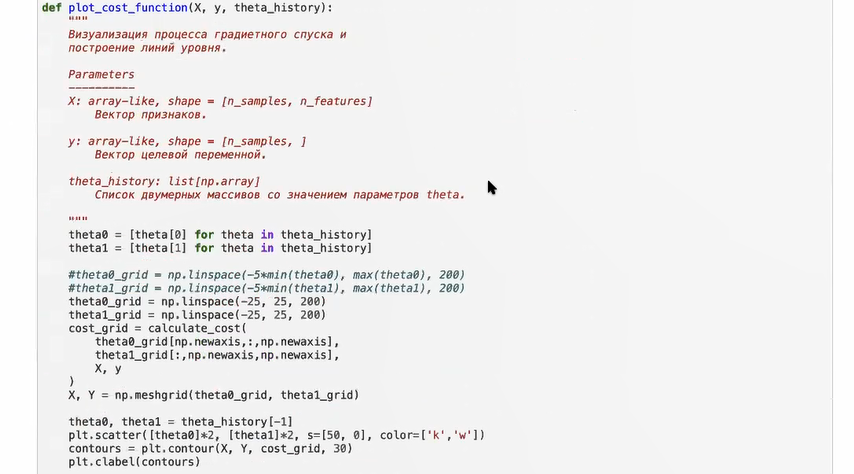 def plot_cost_function(X, y, theta_history):
"""
Визуализация процесса градиетного спуска и
построение линий уровня.
Parameters
----------
X: array-like, shape = [n_samples, n_features]
Вектор признаков.
y: array-like, shape = [n_samples, ]
Вектор целевой переменной.
theta_history: list[np.array]
Список двумерных массивов со значением параметров theta.
"""
theta0 = [theta[0] for theta in theta_history]
theta1 = [theta[1] for theta in theta_history]
#theta0_grid = np.linspace(-5*min(theta0), max(theta0), 200)
#theta1_grid = np.linspace(-5*min(theta1), max(theta1), 200)
theta0_grid = np.linspace(-25, 25, 200)
theta1_grid = np.linspace(-25, 25, 200)
cost_grid = calculate_cost(
theta0_grid[np.newaxis,:,np.newaxis],
theta1_grid[:,np.newaxis,np.newaxis],
X, y
)
X, Y = np.meshgrid(theta0_grid, theta1_grid)
theta0, theta1 = theta_history[-1]
plt.scatter([theta0]*2, [theta1]*2, s=[50, 0], color=['k','w'])
contours = plt.contour(X, Y, cost_grid, 30)
plt.clabel(contours)